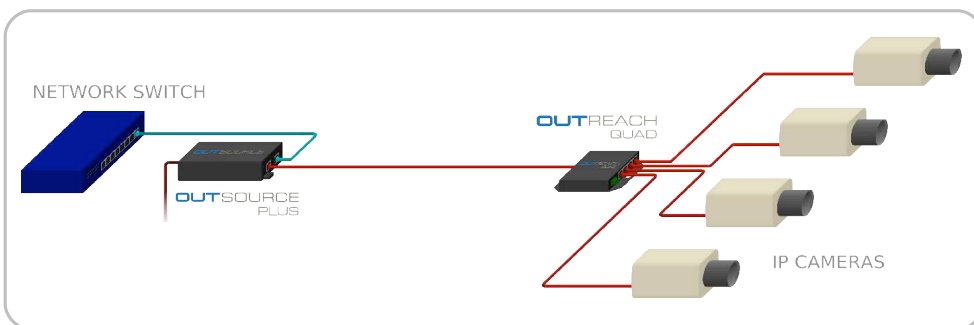 NETWORK SWITCH
OUTSOURCE
PLUS
OUTREACH
QUAD
IP CAMERAS